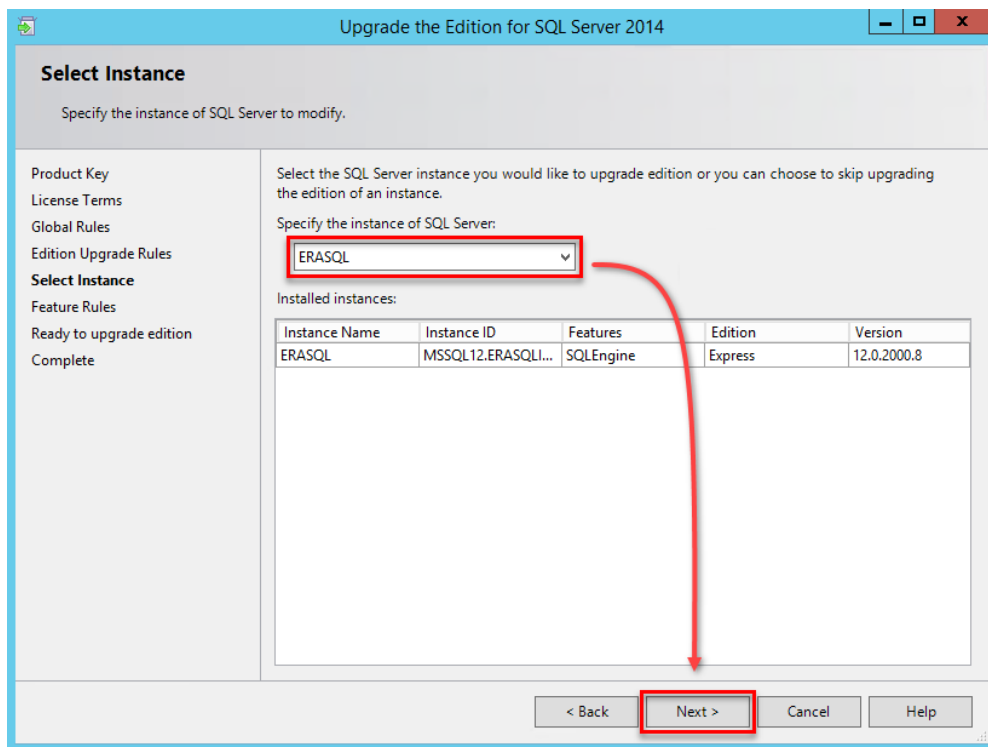 Upgrade the Edition for SQL Server 2014
Select Instance
Specify the instance of SQL Server to modify.
Product Key
License Terms
Global Rules
Edition Upgrade Rules
Select Instance
Feature Rules
Ready to upgrade edition
Complete
Select the SQL Server instance you would like to upgrade edition or you can choose to skip upgrading
the edition of an instance.
Specify the instance of SQL Server:
ERASQL
Installed instances:
Instance Name Instance ID Features Edition Version
ERASQL MSSQL12.ERASQLI... SQLEngine Express 12.0.2000.8
< Back Next > Cancel Help